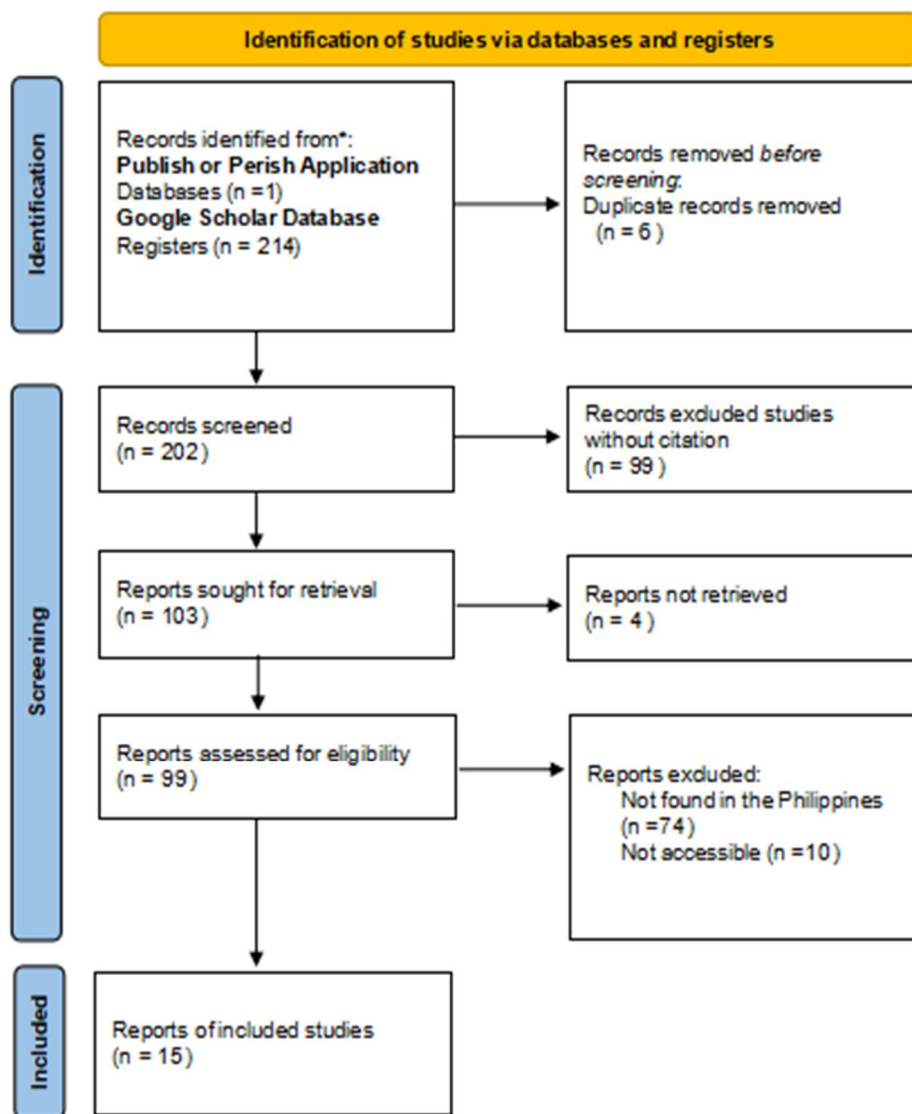 Identification of studies via databases and registers
Identification
Records identified from*:
Publish or Perish Application
Databases (n =1)
Google Scholar Database
Registers (n = 214)
Records removed before
screening:
Duplicate records removed
(n = 6)
Screening
Records screened
(n = 202)
Records excluded studies
without citation
(n = 99)
Reports sought for retrieval
(n = 103)
Reports not retrieved
(n = 4)
Reports assessed for eligibility
(n = 99)
Reports excluded:
Not found in the Philippines
(n =74)
Not accessible (n =10)
Included
Reports of included studies
(n = 15)